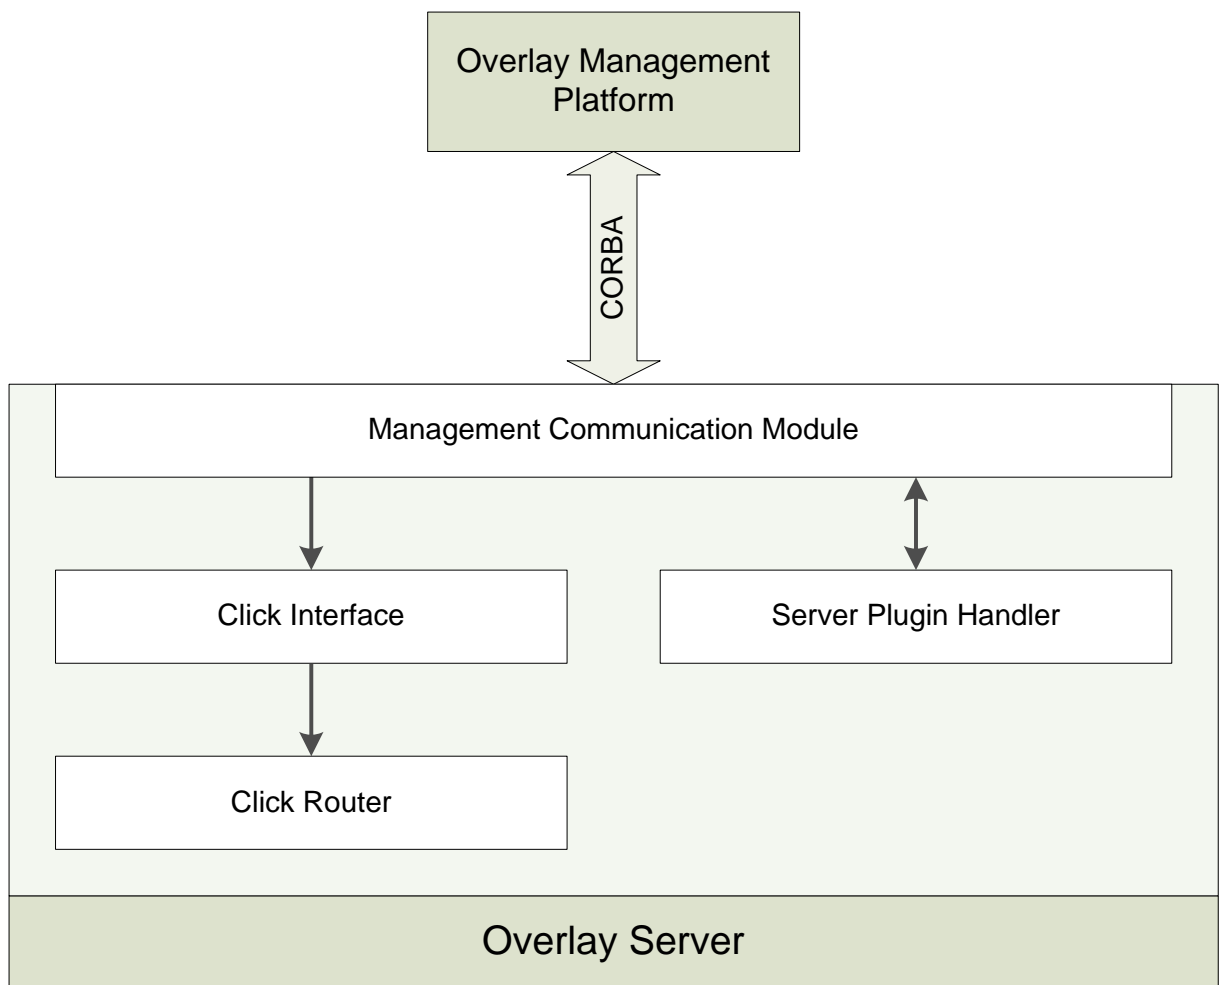 Overlay Management
Platform
CORBA
Management Communication Module
Click Interface
Server Plugin Handler
Click Router
Overlay Server